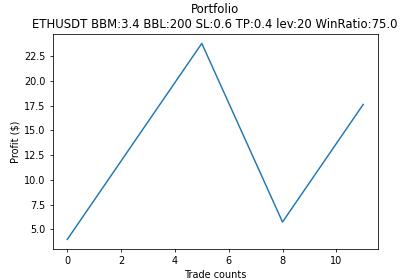 Portfolio
ETHUSDT BBM:3.4 BBL:200 SL:0.6 TP:0.4 lev:20 WinRatio:75.0
22.5
20.0
17.5
15.0
12.5
10.0
7.5
5.0
Profit ($)
0 2 4 6 8 10
Trade counts